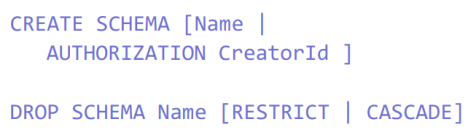 CREATE SCHEMA [Name |
AUTHORIZATION CreatorId ]
DROP SCHEMA Name [RESTRICT | CASCADE]